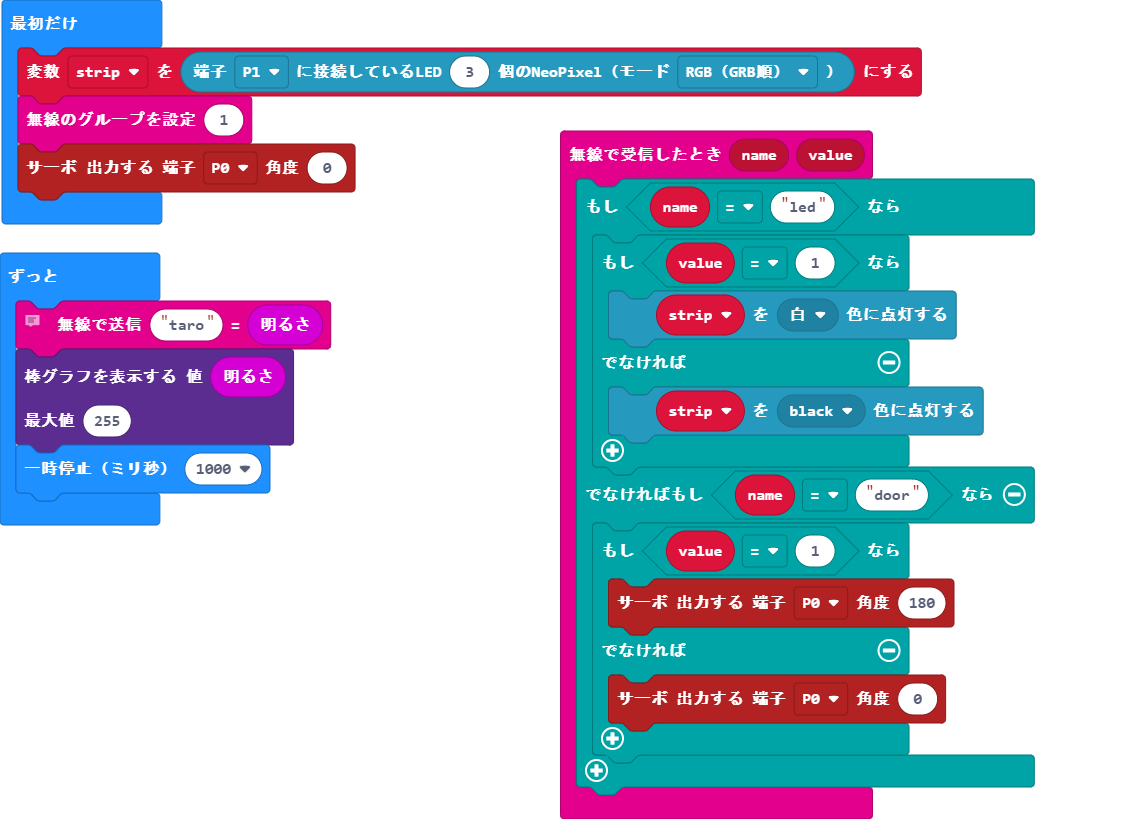 最初だけ
変数 strip を 端子 P1 に接続しているLED 3 個のNeoPixel（モード RGB（GRB順） ） にする
無線のグループを設定 1
サーボ 出力する 端子 P0 角度 0
ずっと
無線で送信 "taro" = 明るさ
棒グラフを表示する 値 明るさ
最大値 255
一時停止（ミリ秒） 1000
無線で受信したとき name value
もし name = "led" なら
もし value = 1 なら
strip を 白 色に点灯する
でなければ
strip を black 色に点灯する
でなければもし name = "door" なら
もし value = 1 なら
サーボ 出力する 端子 P0 角度 180
でなければ
サーボ 出力する 端子 P0 角度 0